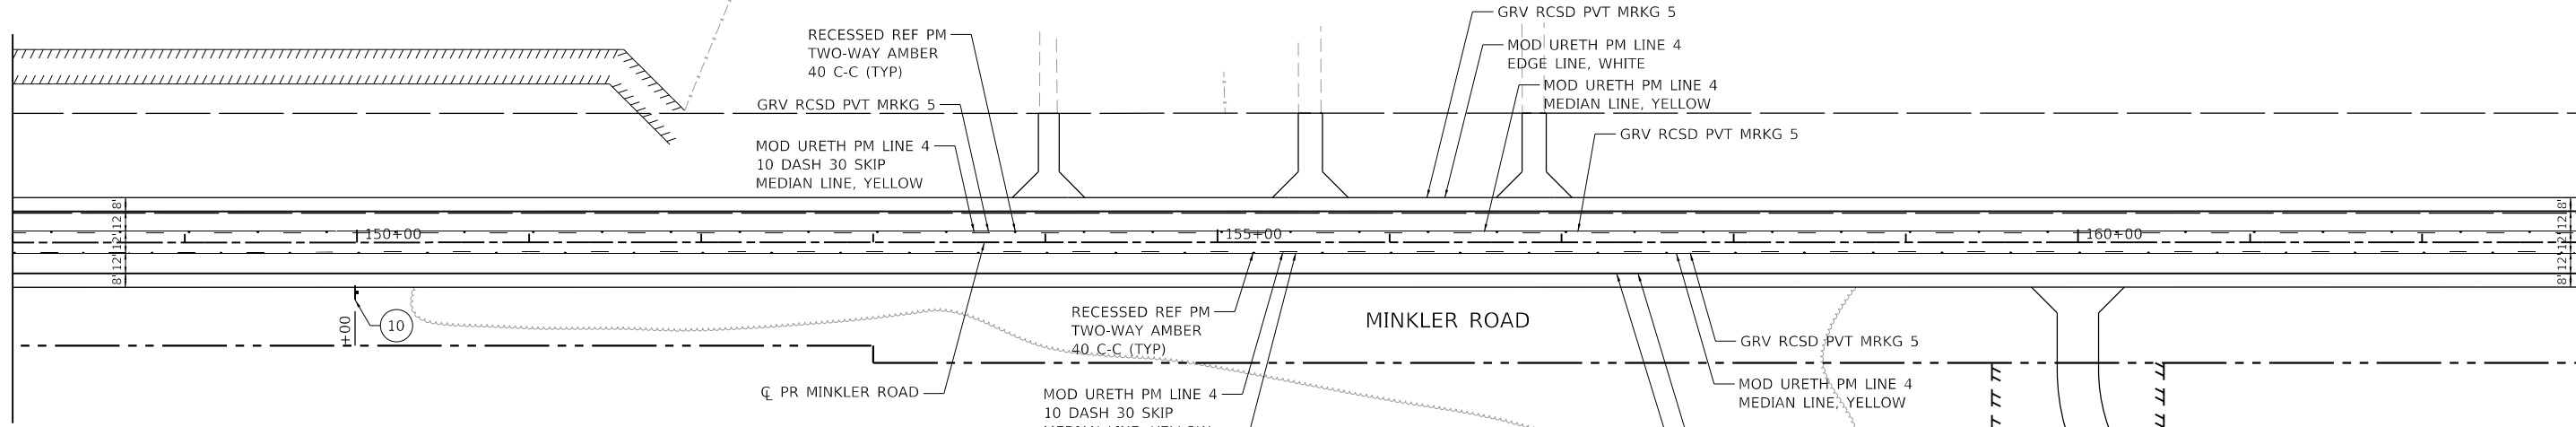 GRV RCSD PVT MRKG 5
RECESSED REF PM
TWO-WAY AMBER
40 C-C (TYP)
MOD URETH PM LINE 4
EDGE LINE, WHITE
MOD URETH PM LINE 4
MEDIAN LINE, YELLOW
GRV RCSD PVT MRKG 5
GRV RCSD PVT MRKG 5
MOD URETH PM LINE 4
10 DASH 30 SKIP
MEDIAN LINE, YELLOW
8'
12'
12'
12'
12'
8'
150+00
155+00
160+00
8'
12'
12'
12'
12'
8'
+00
10
RECESSED REF PM
TWO-WAY AMBER
40 C-C (TYP)
MINKLER ROAD
GRV RCSD PVT MRKG 5
℄ PR MINKLER ROAD
MOD URETH PM LINE 4
10 DASH 30 SKIP
MOD URETH PM LINE 4
MEDIAN LINE, YELLOW